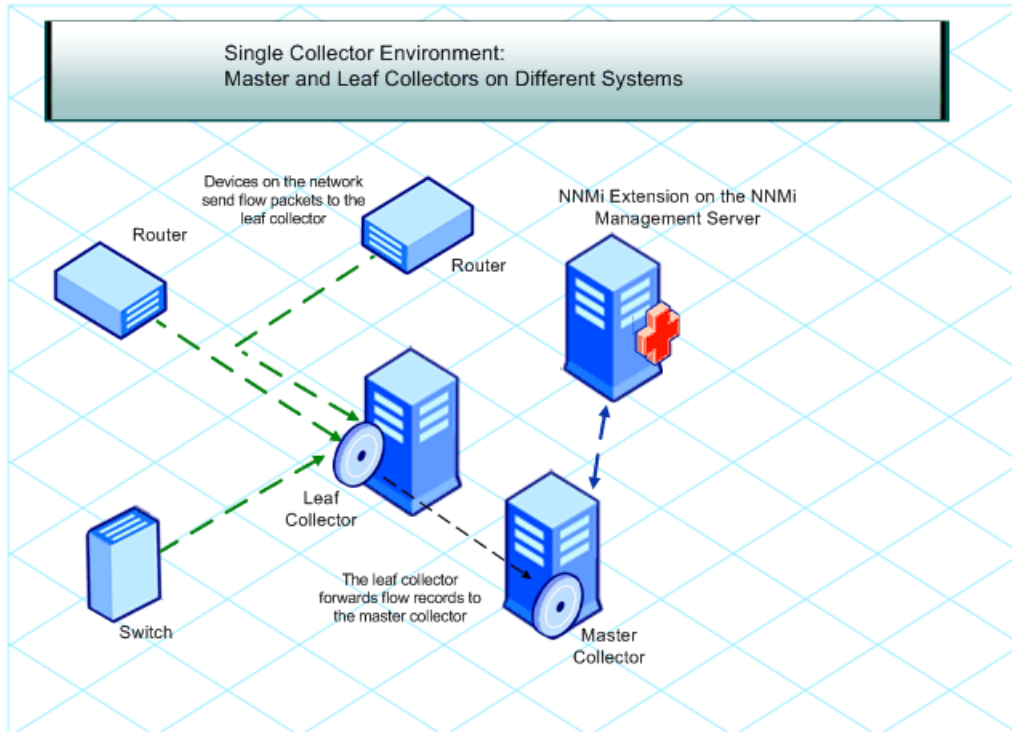 Single Collector Environment:
Master and Leaf Collectors on Different Systems
Devices on the network
send flow packets to the
leaf collector
Router
Router
NNMi Extension on the NNMi
Management Server
Leaf
Collector
The leaf collector
forwards flow records to
the master collector
Switch
Master
Collector